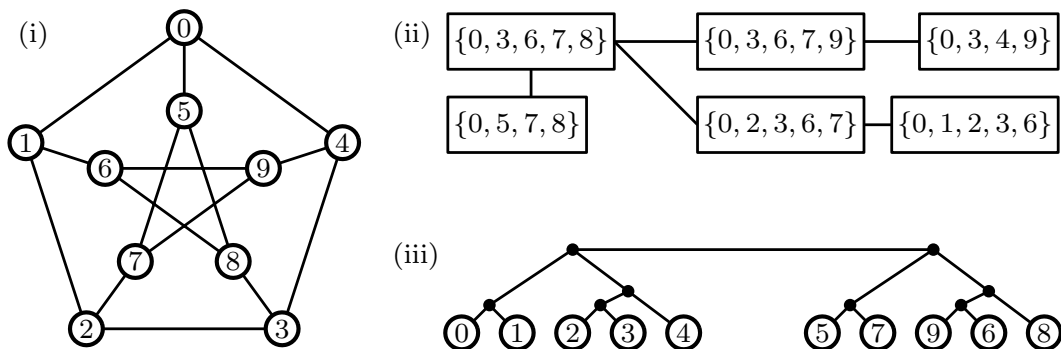 (i)
0
5
1
4
6
9
7
8
2
3
(ii)
{0, 3, 6, 7, 8} {0, 3, 6, 7, 9} {0, 3, 4, 9}
{0, 5, 7, 8} {0, 2, 3, 6, 7} {0, 1, 2, 3, 6}
(iii)
0 1 2 3 4 5 7 9 6 8